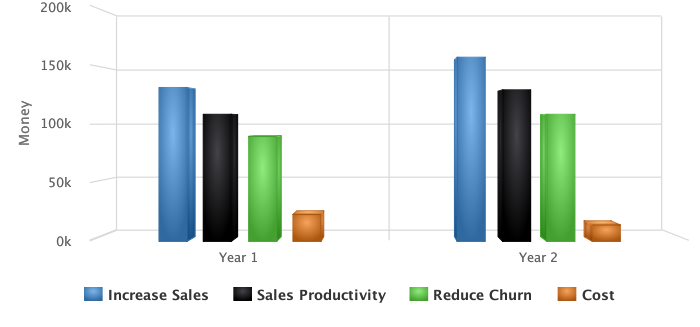 200k
150k
100k
50k
0k
Money
Year 1
Year 2
Increase Sales
Sales Productivity
Reduce Churn
Cost